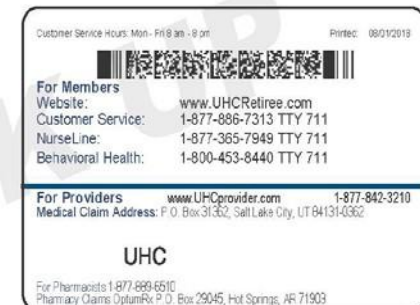 Customer Service Hours: Mon - Fri 8 am - 8 pm Printed: 08/01/2018
For Members
Website: www.UHCRetiree.com
Customer Service: 1-877-886-7313 TTY 711
NurseLine: 1-877-365-7949 TTY 711
Behavioral Health: 1-800-453-8440 TTY 711
For Providers www.UHCprovider.com 1-877-842-3210
Medical Claim Address: P.O. Box 31362, Salt Lake City, UT 84131-0362
UHC
For Pharmacists 1-877-889-6510
Pharmacy Claims OptumRx P.O. Box 29045, Hot Springs, AR 71903